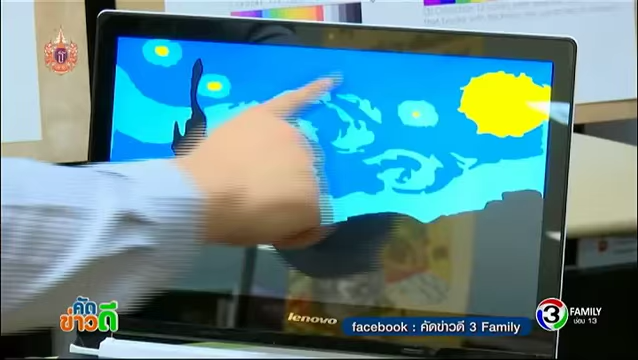 lenovo
คัด
ข่าวดี
facebook : คัดข่าวดี 3 Family
3 FAMILY
ช่อง 13